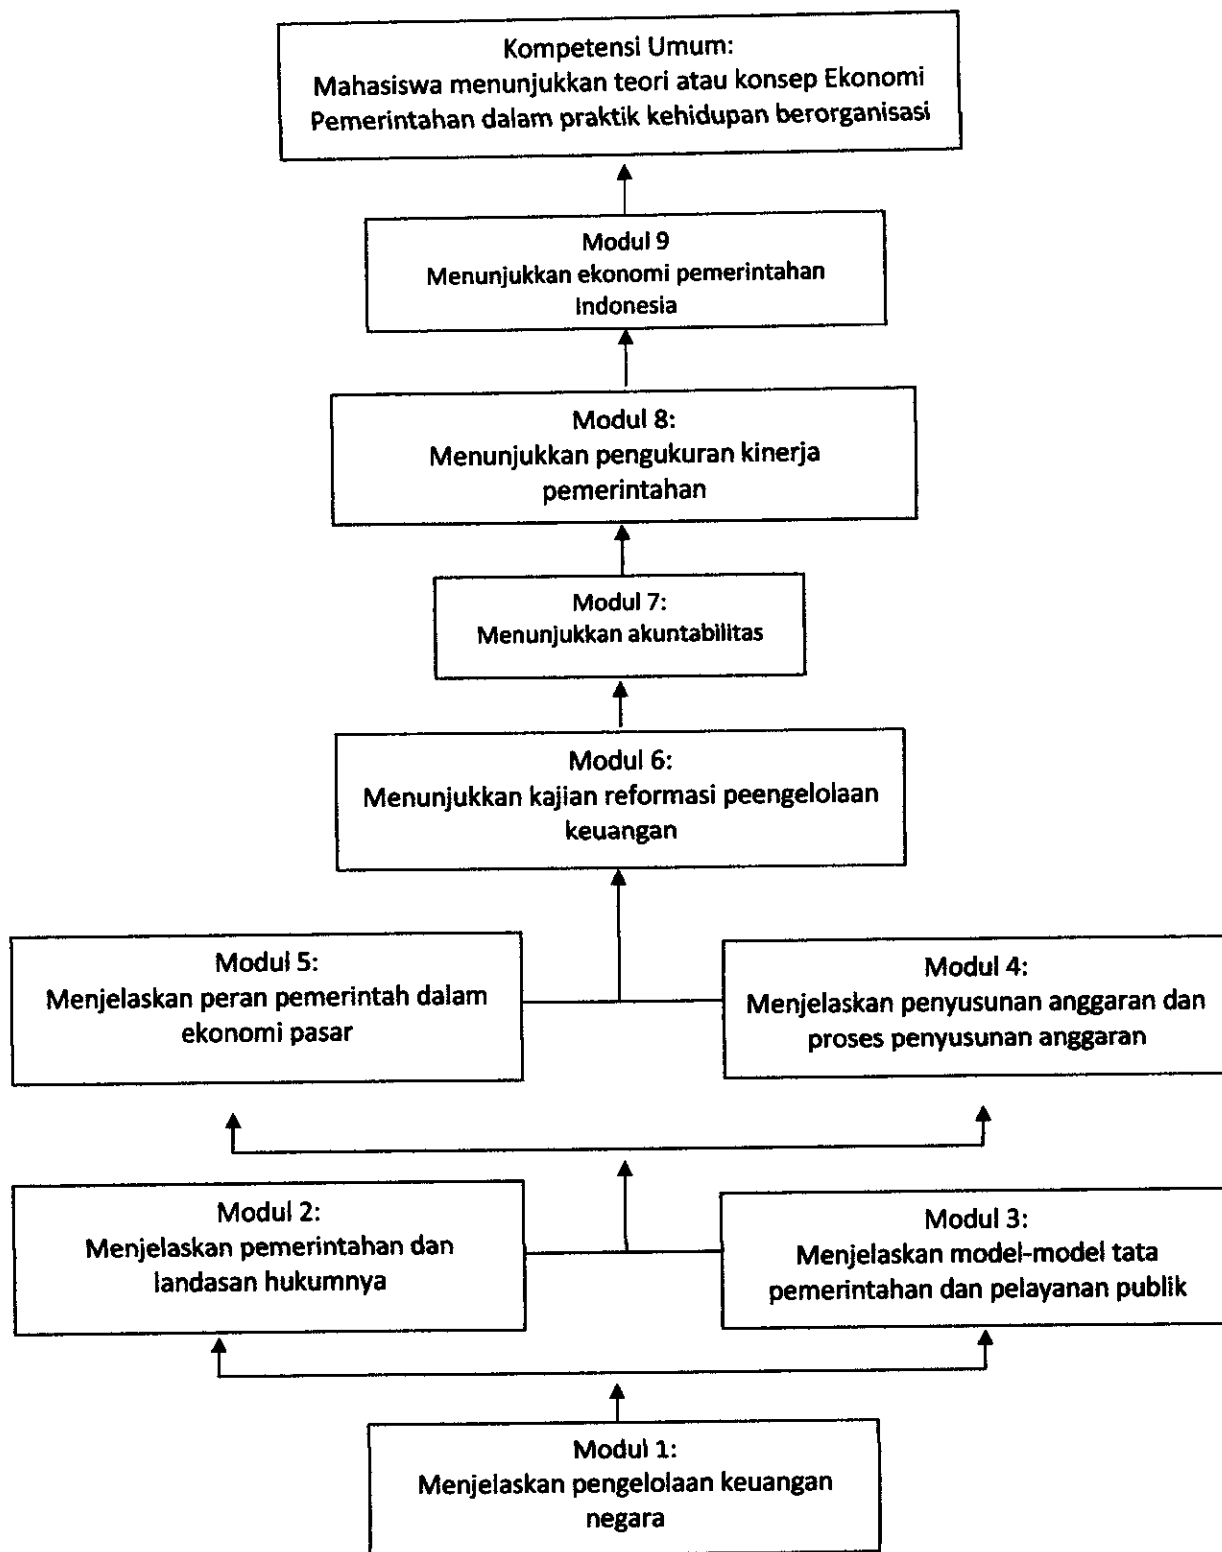 Kompetensi Umum:
Mahasiswa menunjukkan teori atau konsep Ekonomi
Pemerintahan dalam praktik kehidupan berorganisasi
Modul 9
Menunjukkan ekonomi pemerintahan
Indonesia
Modul 8:
Menunjukkan pengukuran kinerja
pemerintahan
Modul 7:
Menunjukkan akuntabilitas
Modul 6:
Menunjukkan kajian reformasi peengelolaan
keuangan
Modul 5:
Menjelaskan peran pemerintah dalam
ekonomi pasar
Modul 4:
Menjelaskan penyusunan anggaran dan
proses penyusunan anggaran
Modul 2:
Menjelaskan pemerintahan dan
landasan hukumnya
Modul 3:
Menjelaskan model-model tata
pemerintahan dan pelayanan publik
Modul 1:
Menjelaskan pengelolaan keuangan
negara